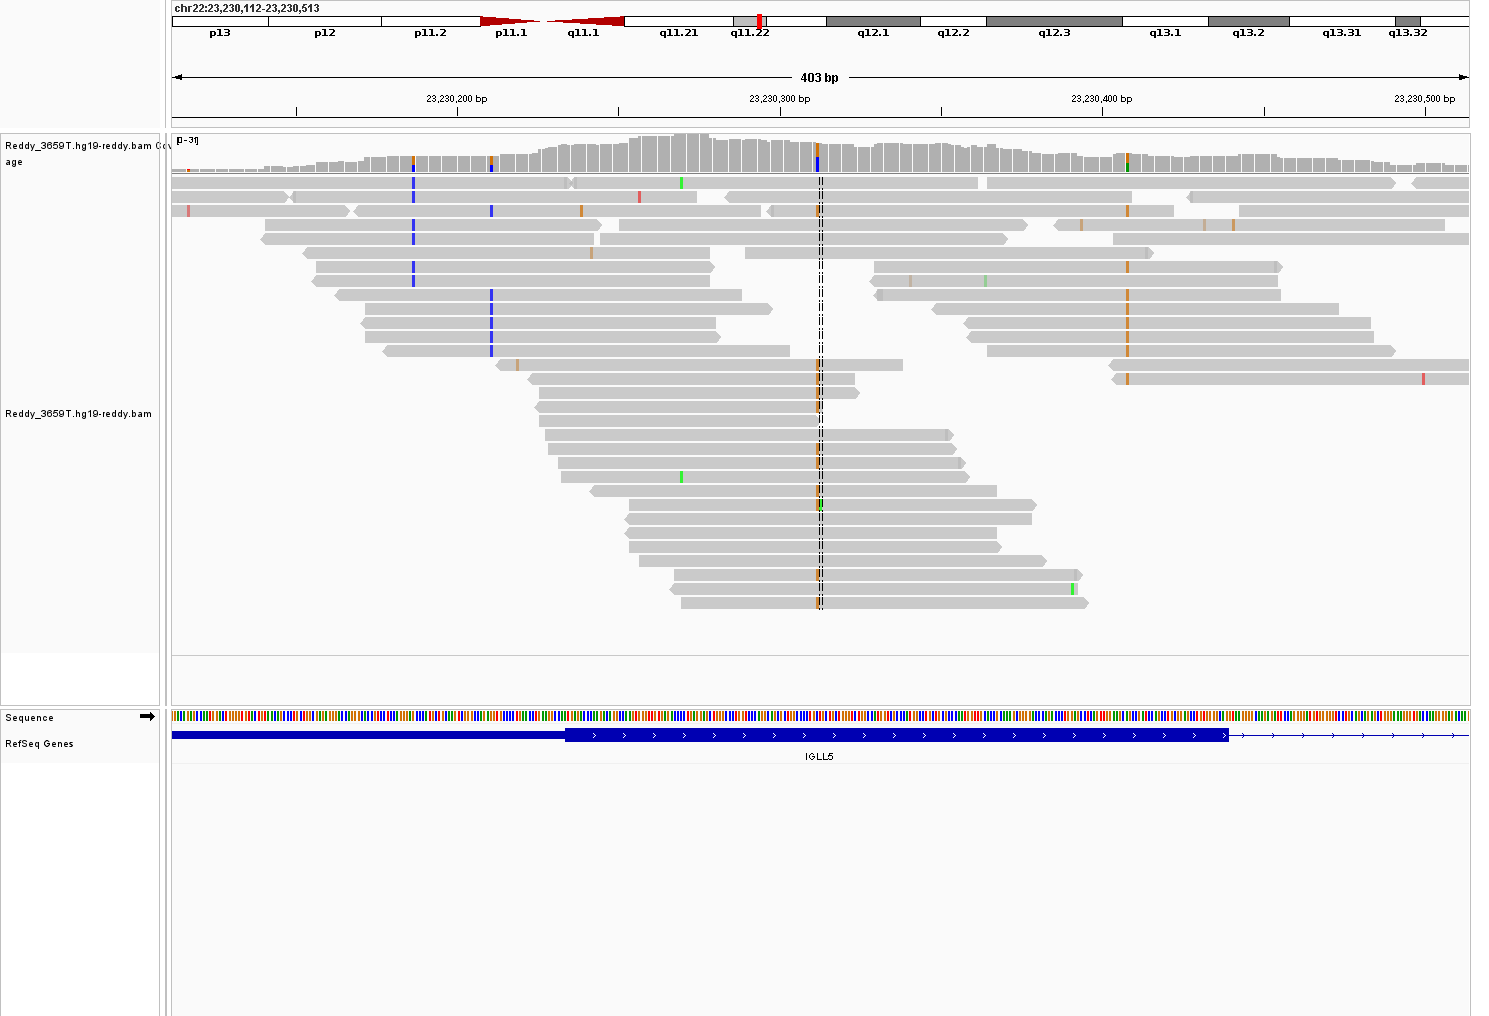 chr22:23,230,112-23,230,513
p13 p12 p11.2 p11.1 q11.1 q11.21 q11.22 q12.1 q12.2 q12.3 q13.1 q13.2 q13.31 q13.32
403 bp
23,230,200 bp 23,230,300 bp 23,230,400 bp 23,230,500 bp
Reddy_3659T.hg19-reddy.bam Cov
age
[0-31]
Reddy_3659T.hg19-reddy.bam
Sequence
RefSeq Genes
IGLL5